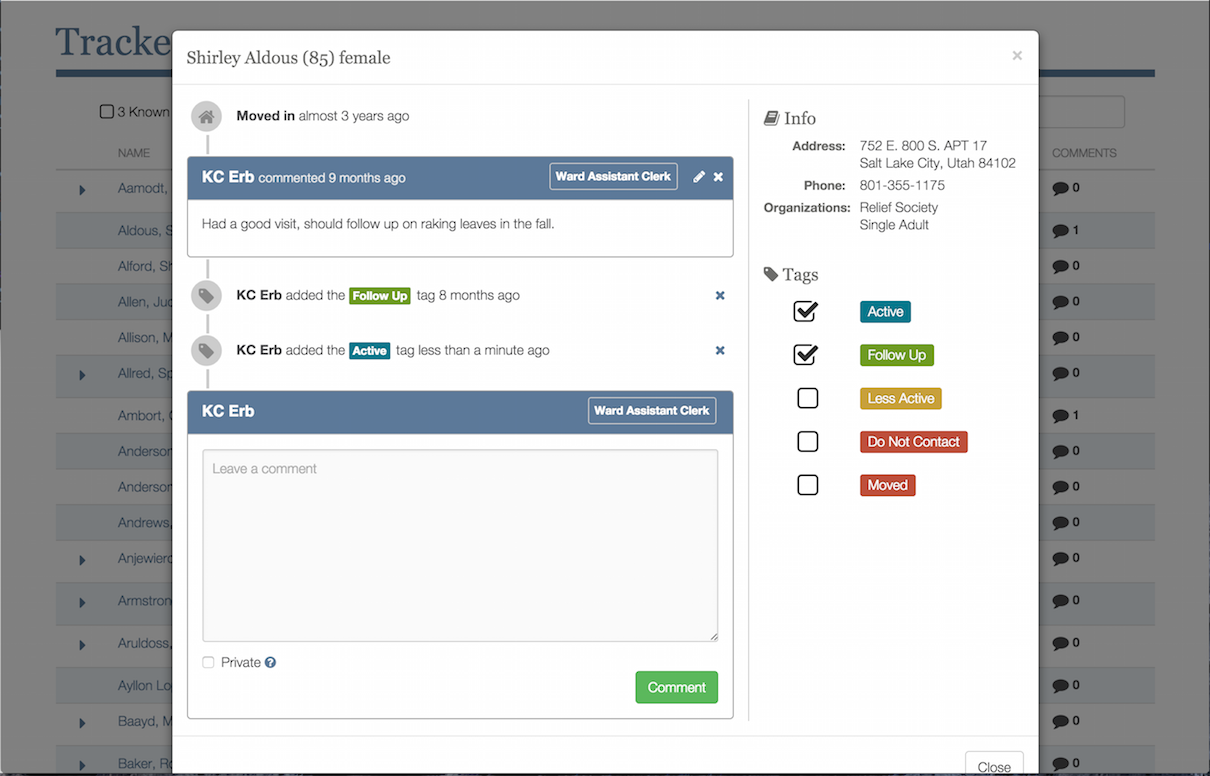 Tracke
Shirley Aldous (85) female
×
3 Known
NAME
COMMENTS
Moved in almost 3 years ago
KC Erb commented 9 months ago
Ward Assistant Clerk
Had a good visit, should follow up on raking leaves in the fall.
KC Erb added the Follow Up tag 8 months ago
KC Erb added the Active tag less than a minute ago
KC Erb
Ward Assistant Clerk
Leave a comment
Private ?
Comment
Info
Address: 752 E. 800 S. APT 17
Salt Lake City, Utah 84102
Phone: 801-355-1175
Organizations: Relief Society
Single Adult
Tags
Active
Follow Up
Less Active
Do Not Contact
Moved
Close
Aamodt,
0
Aldous, S
1
Alford, Sh
0
Allen, Juc
0
Allison, M
0
Allred, Sp
0
Ambort, 
1
Anderson
0
Anderson
0
Andrews,
0
Anjewierd
0
Armstron
0
Aruldoss,
0
Ayllon Lo
0
Baayd, M
0
Baker, Ro
0